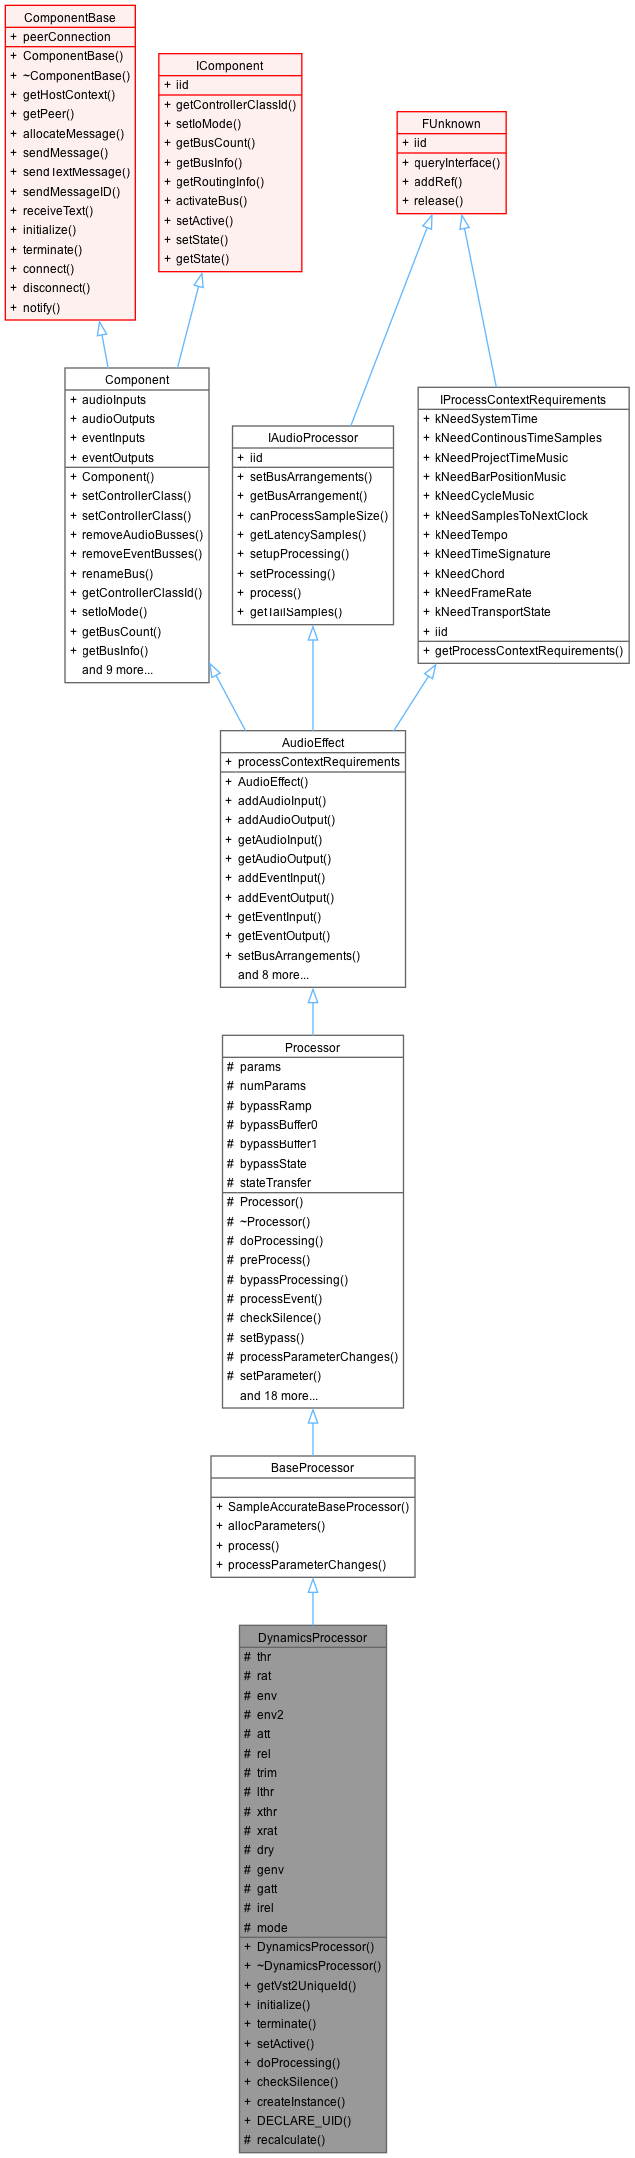 ComponentBase
+ peerConnection
+ ComponentBase()
+ ~ComponentBase()
+ getHostContext()
+ getPeer()
+ allocateMessage()
+ sendMessage()
+ sendTextMessage()
+ sendMessageID()
+ receiveText()
+ initialize()
+ terminate()
+ connect()
+ disconnect()
+ notify()
IComponent
+ iid
+ getControllerClassId()
+ setIoMode()
+ getBusCount()
+ getBusInfo()
+ getRoutingInfo()
+ activateBus()
+ setActive()
+ setState()
+ getState()
FUnknown
+ iid
+ queryInterface()
+ addRef()
+ release()
Component
+ audioInputs
+ audioOutputs
+ eventInputs
+ eventOutputs
+ Component()
+ setControllerClass()
+ setControllerClass()
+ removeAudioBusses()
+ removeEventBusses()
+ renameBus()
+ getControllerClassId()
+ setIoMode()
+ getBusCount()
+ getBusInfo()
and 9 more...
IAudioProcessor
+ iid
+ setBusArrangements()
+ getBusArrangement()
+ canProcessSampleSize()
+ getLatencySamples()
+ setupProcessing()
+ setProcessing()
+ process()
+ getTailSamples()
IProcessContextRequirements
+ kNeedSystemTime
+ kNeedContinousTimeSamples
+ kNeedProjectTimeMusic
+ kNeedBarPositionMusic
+ kNeedCycleMusic
+ kNeedSamplesToNextClock
+ kNeedTempo
+ kNeedTimeSignature
+ kNeedChord
+ kNeedFrameRate
+ kNeedTransportState
+ iid
+ getProcessContextRequirements()
AudioEffect
+ processContextRequirements
+ AudioEffect()
+ addAudioInput()
+ addAudioOutput()
+ getAudioInput()
+ getAudioOutput()
+ addEventInput()
+ addEventOutput()
+ getEventInput()
+ getEventOutput()
+ setBusArrangements()
and 8 more...
Processor
# params
# numParams
# bypassRamp
# bypassBuffer0
# bypassBuffer1
# bypassState
# stateTransfer
# Processor()
# ~Processor()
# doProcessing()
# preProcess()
# bypassProcessing()
# processEvent()
# checkSilence()
# setBypass()
# processParameterChanges()
# setParameter()
and 18 more...
BaseProcessor
+ SampleAccurateBaseProcessor()
+ allocParameters()
+ process()
+ processParameterChanges()
DynamicsProcessor
# thr
# rat
# env
# env2
# att
# rel
# trim
# lthr
# xthr
# xrat
# dry
# genv
# gatt
# irel
# mode
+ DynamicsProcessor()
+ ~DynamicsProcessor()
+ getVst2UniqueId()
+ initialize()
+ terminate()
+ setActive()
+ doProcessing()
+ checkSilence()
+ createInstance()
+ DECLARE_UID()
# recalculate()